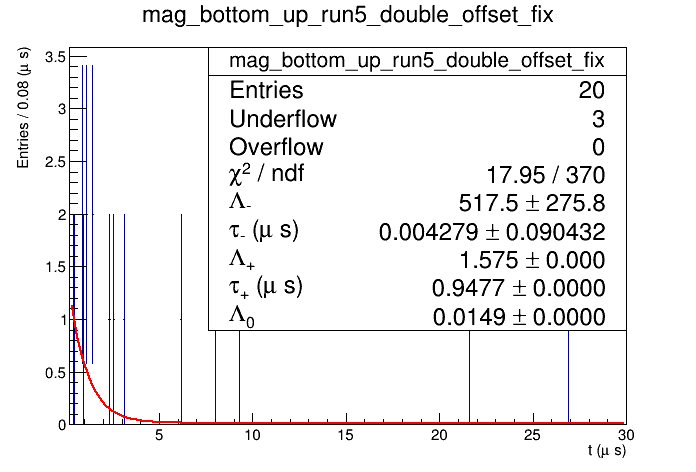 mag_bottom_up_run5_double_offset_fix
mag_bottom_up_run5_double_offset_fix
Entries 20
Underflow 3
Overflow 0
χ² / ndf 17.95 / 370
Λ₋ 517.5 ± 275.8
τ₋ (μ s) 0.004279 ± 0.090432
Λ₊ 1.575 ± 0.000
τ₊ (μ s) 0.9477 ± 0.0000
Λ₀ 0.0149 ± 0.0000
Entries / 0.08 (μ s)
3.5
3
2.5
2
1.5
1
0.5
0
5 10 15 20 25 30
t (μ s)